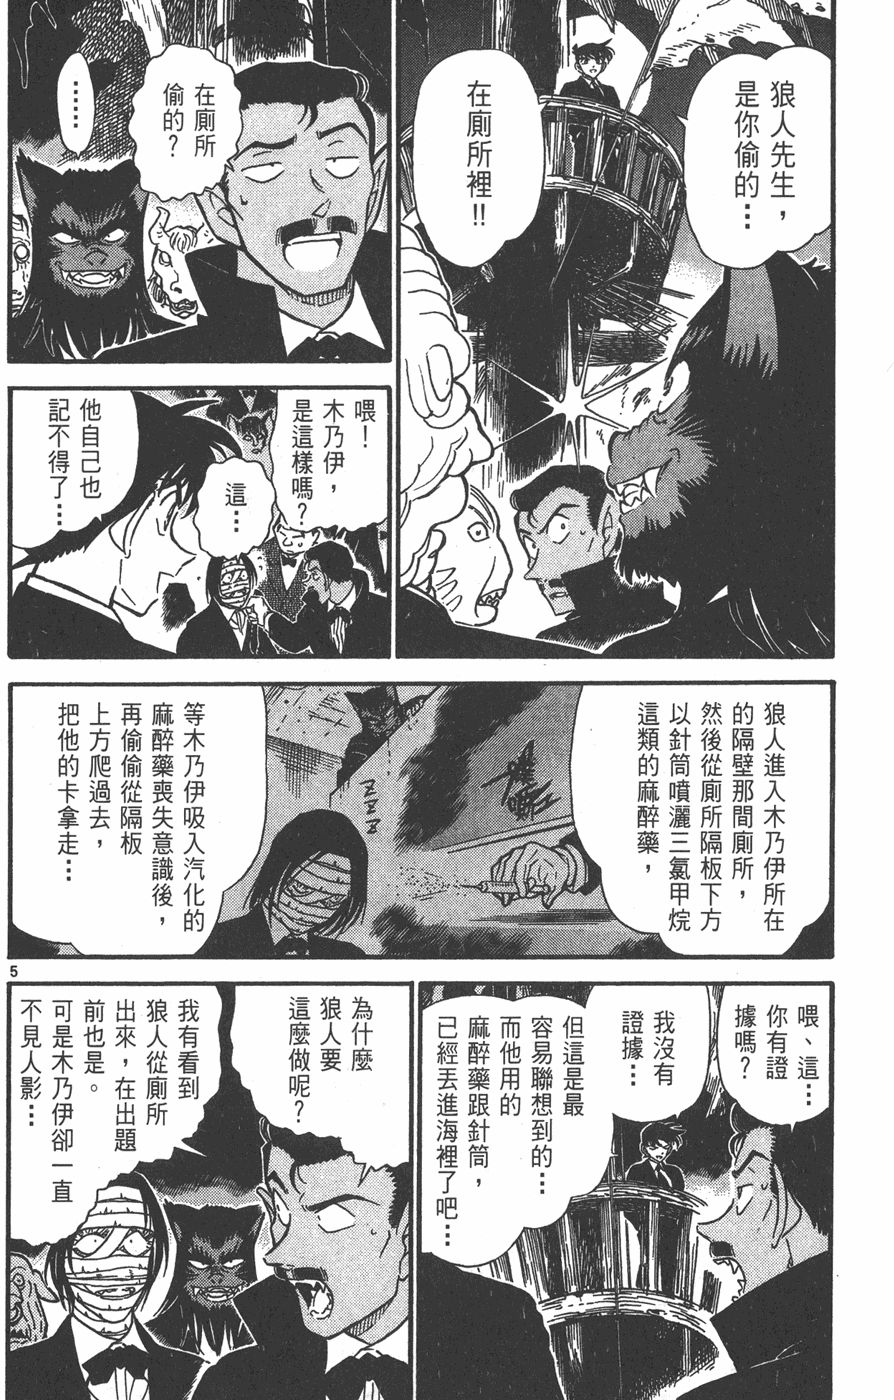 狼人先生，
是你偷的…
在廁所裡!!
在廁所
偷的？
……
喂！
木乃伊，
是這樣嗎？
這…
他自己也
記不得了…
狼人進入木乃伊所在
的隔壁那間廁所，
然後從廁所隔板下方
以針筒噴灑三氯甲烷
這類的麻醉藥，
等木乃伊吸入汽化的
麻醉藥喪失意識後，
再偷偷從隔板
上方爬過去，
把他的卡拿走…
zzz
5
喂、這…
你有證
據嗎？
我沒有
證據…
但這是最
容易聯想到的…
而他用的
麻醉藥跟針筒，
已經丟進海裡了吧…
為什麼
狼人要
這麼做呢？
我有看到
狼人從廁所
出來，在出題
前也是。
可是木乃伊卻一直
不見人影…